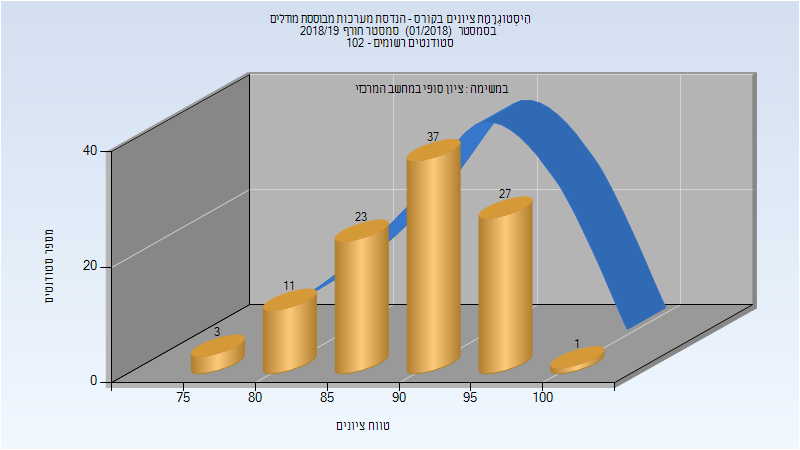 היסטוגרמת ציונים בקורס - הנדסת מערכות מבוססת מודלים
בסמסטר (01/2018) סמסטר חורף 2018/19
סטודנטים רשומים - 102
במשימה : ציון סופי במחשב המרכזי
40
20
0
מספר סטודנטים
3
11
23
37
27
1
75
80
85
90
95
100
טווח ציונים